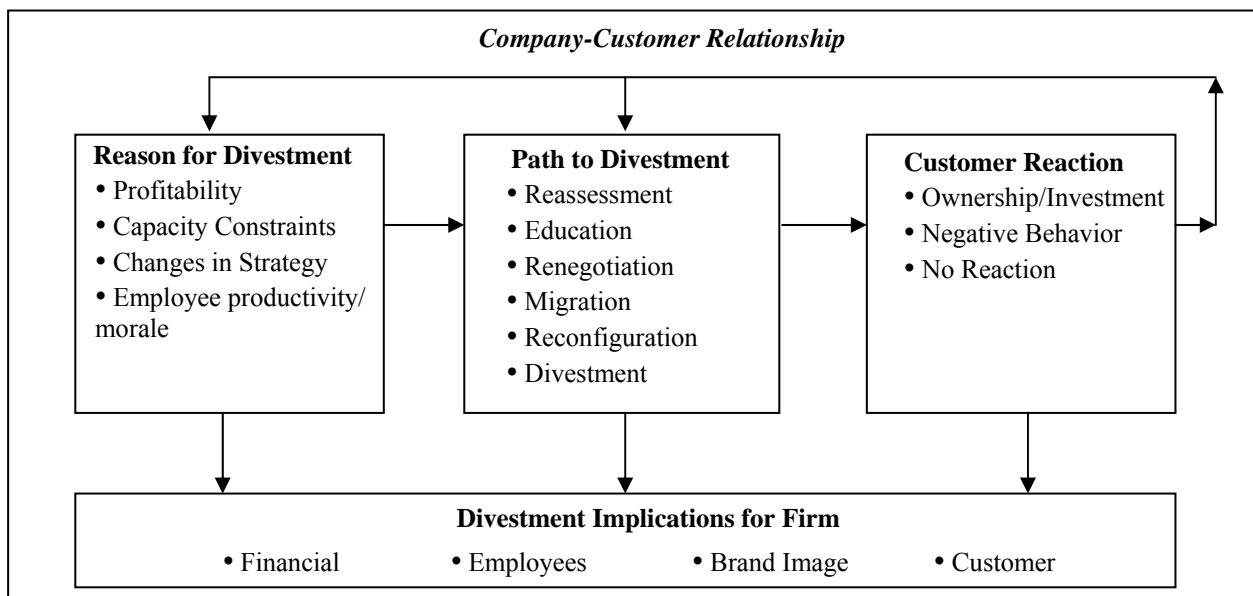 Company-Customer Relationship
Reason for Divestment
• Profitability
• Capacity Constraints
• Changes in Strategy
• Employee productivity/
morale
Path to Divestment
• Reassessment
• Education
• Renegotiation
• Migration
• Reconfiguration
• Divestment
Customer Reaction
• Ownership/Investment
• Negative Behavior
• No Reaction
Divestment Implications for Firm
• Financial • Employees • Brand Image • Customer